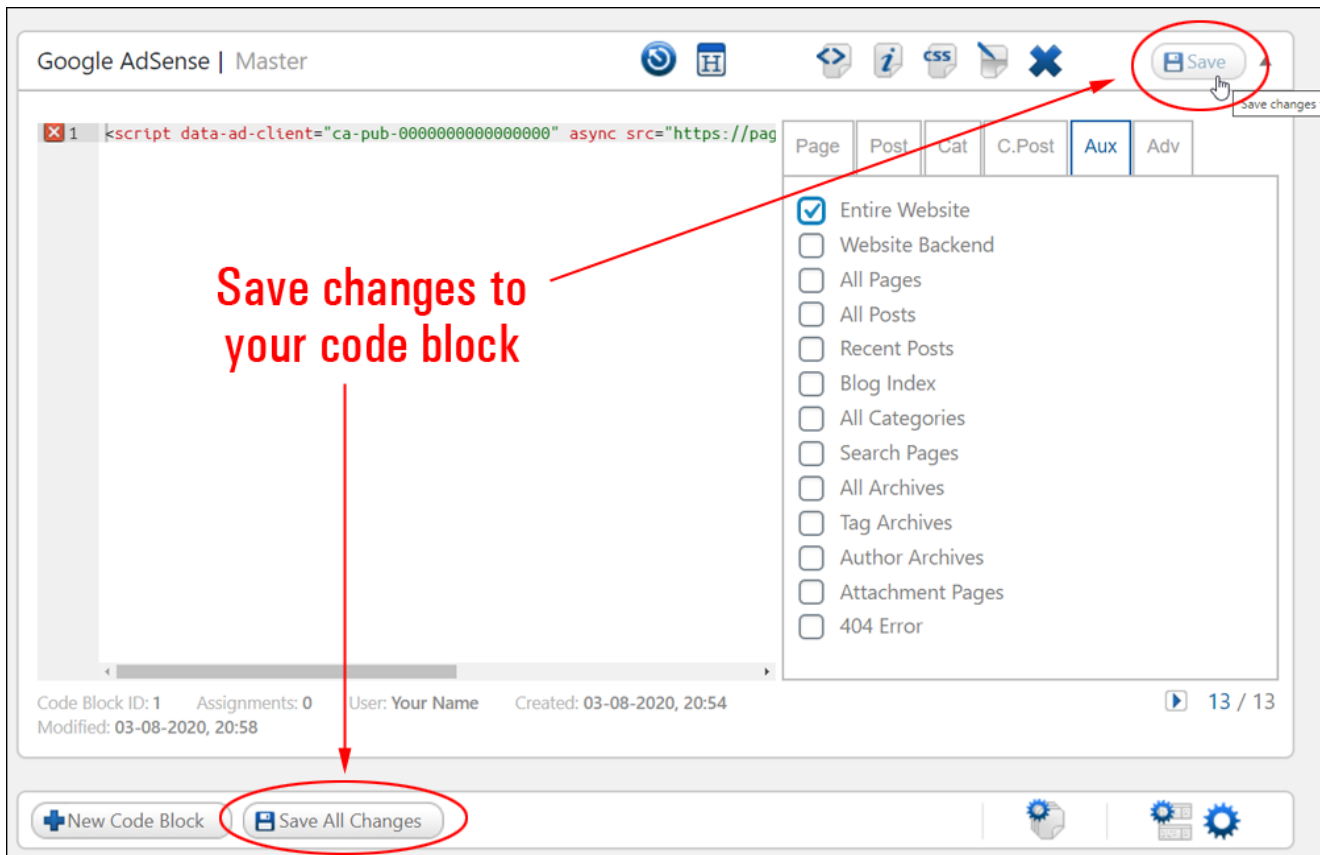 Google AdSense | Master
H
<>
i
css
Save
Save changes
1 <script data-ad-client="ca-pub-0000000000000000" async src="https://pag
Page Post Cat C.Post Aux Adv
Entire Website
Website Backend
All Pages
All Posts
Recent Posts
Blog Index
All Categories
Search Pages
All Archives
Tag Archives
Author Archives
Attachment Pages
404 Error
Save changes to
your code block
Code Block ID: 1 Assignments: 0 User: Your Name Created: 03-08-2020, 20:54
Modified: 03-08-2020, 20:58
13 / 13
New Code Block
Save All Changes